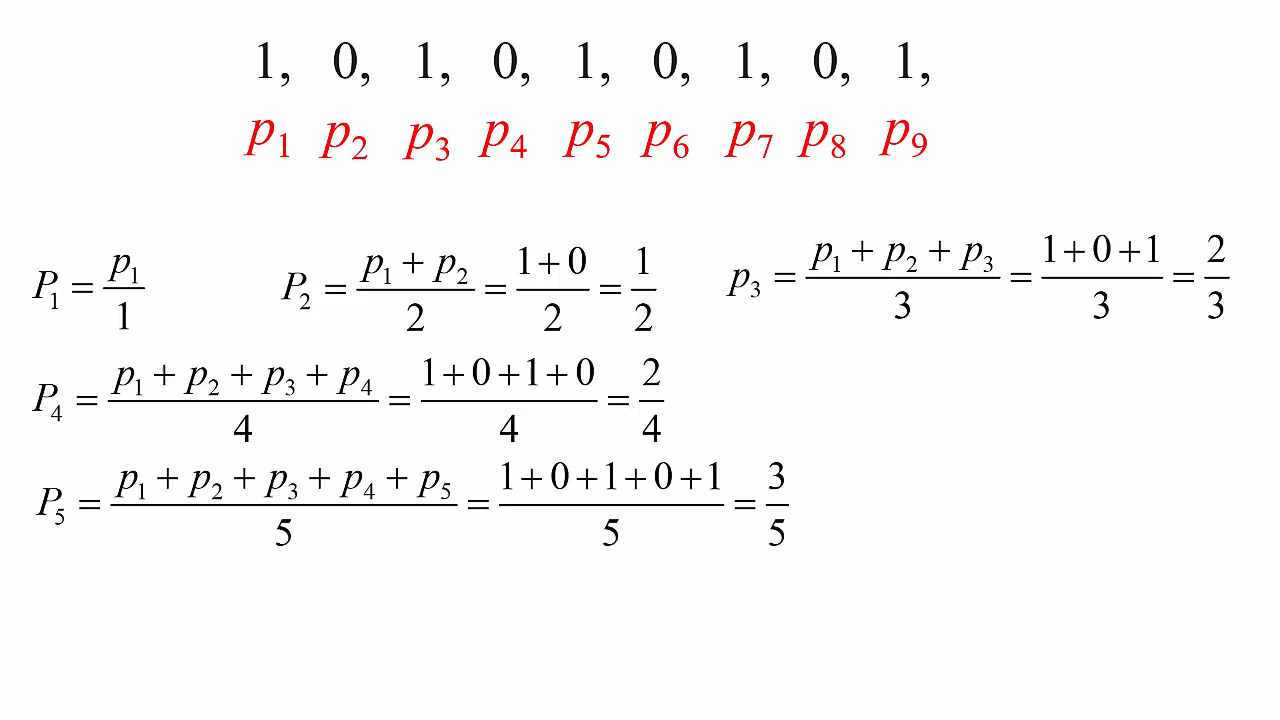 1, 0, 1, 0, 1, 0, 1, 0, 1,
p₁ p₂ p₃ p₄ p₅ p₆ p₇ p₈ p₉
P₁ = p₁/1 P₂ = (p₁ + p₂)/2 = (1+0)/2 = 1/2 p₃ = (p₁ + p₂ + p₃)/3 = (1+0+1)/3 = 2/3
P₄ = (p₁ + p₂ + p₃ + p₄)/4 = (1+0+1+0)/4 = 2/4
P₅ = (p₁ + p₂ + p₃ + p₄ + p₅)/5 = (1+0+1+0+1)/5 = 3/5